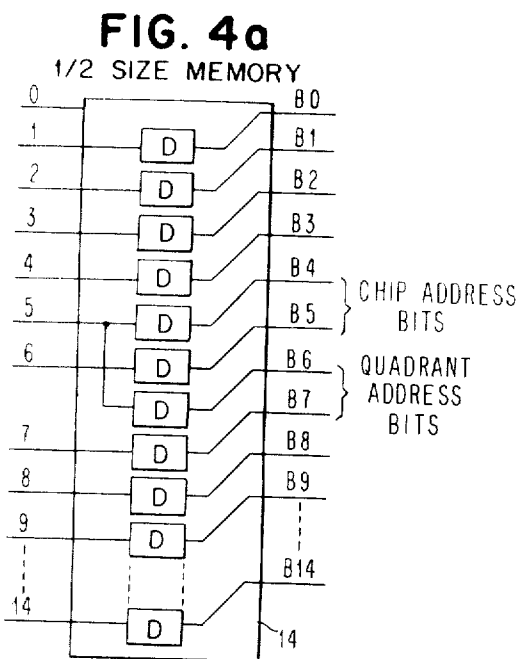 FIG. 4a
1/2 SIZE MEMORY
0 B0
1 D B1
2 D B2
3 D B3
4 D B4
5 D B5
6 D B6
D B7
7 D B8
8 D B9
9 D
14 D B14
CHIP ADDRESS
BITS
QUADRANT
ADDRESS
BITS
14